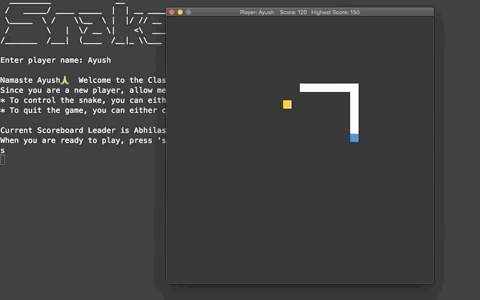 Snake
Player: Ayush Score: 120 Highest Score: 150
Enter player name: Ayush
Namaste Ayush🙏 Welcome to the Clas
Since you are a new player, allow me
* To control the snake, you can eith
* To quit the game, you can either c
Current Scoreboard Leader is Abhilas
When you are ready to play, press 's
s